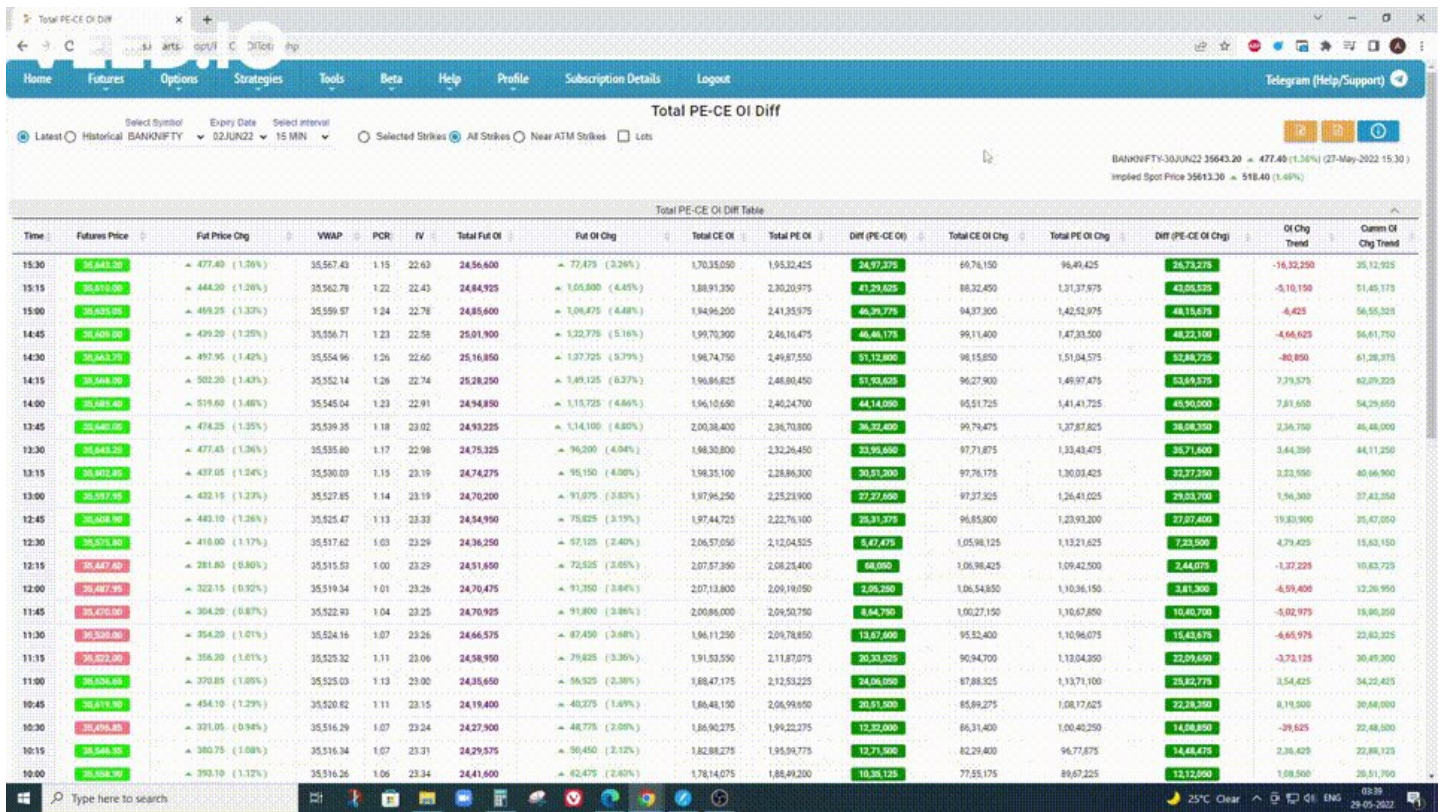 Total PE-CE OI Diff
VEED.IO
Home Futures Options Strategies Tools Beta Help Profile Subscription Details Logout Telegram (Help/Support)
Total PE-CE OI Diff
Select Symbol Expiry Date Select interval
Latest Historical BANKNIFTY 02JUN22 15 MIN Selected Strikes All Strikes Near ATM Strikes Lots
BANKNIFTY-30JUN22 35643.20 477.40 (1.36%) (27-May-2022 15:30 )
Implied Spot Price 35613.30 518.40
Total PE-CE OI Diff Table
Time Futures Price Fut Price Chg VWAP PCR IV Total Fut OI Fut OI Chg Total CE OI Total PE OI Diff (PE-CE OI) Total CE OI Chg Total PE OI Chg Diff (PE-CE OI Chg) OI Chg Trend Cumm OI Chg Trend
15:30 35,643.20 477.40 (1.36%) 35,567.43 1.15 22.63 24,56,600 77,475 (3.26%) 1,70,35,050 1,95,32,425 24,97,375 69,76,150 96,49,425 26,73,275 -16,32,250 35,12,925
15:15 35,610.00 444.20 (1.26%) 35,562.78 1.22 22.43 24,84,925 1,05,800 (4.45%) 1,88,91,350 2,30,20,975 41,29,625 88,32,450 1,31,37,975 43,05,525 -5,10,150 51,45,175
15:00 35,635.05 469.25 (1.33%) 35,559.57 1.24 22.78 24,85,600 1,06,475 (4.48%) 1,94,96,200 2,41,35,975 46,39,775 94,37,300 1,42,52,975 48,15,675 -6,425 56,55,325
14:45 35,605.00 439.20 (1.25%) 35,556.71 1.23 22.58 25,01,900 1,22,775 (5.16%) 1,99,70,300 2,46,16,475 46,46,175 99,11,400 1,47,33,500 48,22,100 -4,66,625 56,61,750
14:30 35,663.75 497.95 (1.42%) 35,554.96 1.26 22.60 25,16,850 1,37,725 (5.79%) 1,98,74,750 2,49,87,550 51,12,800 98,15,850 1,51,04,575 52,88,725 -80,850 61,28,375
14:15 35,668.00 502.20 (1.43%) 35,552.14 1.26 22.74 25,28,250 1,49,125 (6.27%) 1,96,86,825 2,48,80,450 51,93,625 96,27,900 1,49,97,475 53,69,575 7,79,575 62,09,225
14:00 35,685.40 519.60 (1.48%) 35,545.04 1.23 22.91 24,94,850 1,15,725 (4.86%) 1,96,10,650 2,40,24,700 44,14,050 95,51,725 1,41,41,725 45,90,000 7,81,650 54,29,650
13:45 35,640.05 474.25 (1.35%) 35,539.35 1.18 23.02 24,93,225 1,14,100 (4.80%) 2,00,38,400 2,36,70,800 36,32,400 99,79,475 1,37,87,825 38,08,350 2,36,750 46,48,000
13:30 35,643.25 477.45 (1.36%) 35,535.80 1.17 22.98 24,75,325 96,200 (4.04%) 1,98,30,800 2,32,26,450 33,95,650 97,71,875 1,33,43,475 35,71,600 3,44,350 44,11,250
13:15 35,602.85 437.05 (1.24%) 35,530.03 1.15 23.19 24,74,275 95,150 (4.00%) 1,98,35,100 2,28,86,300 30,51,200 97,76,175 1,30,03,425 32,27,250 3,23,550 40,66,900
13:00 35,597.95 432.15 (1.23%) 35,527.85 1.14 23.19 24,70,200 91,075 (3.83%) 1,97,96,250 2,25,23,900 27,27,650 97,37,325 1,26,41,025 29,03,700 1,96,300 37,43,350
12:45 35,608.90 443.10 (1.26%) 35,525.47 1.13 23.33 24,54,950 75,825 (3.19%) 1,97,44,725 2,22,76,100 25,31,375 96,85,800 1,23,93,200 27,07,400 19,83,900 35,47,050
12:30 35,575.80 410.00 (1.17%) 35,517.62 1.03 23.29 24,36,250 57,125 (2.40%) 2,06,57,050 2,12,04,525 5,47,475 1,05,98,125 1,13,21,625 7,23,500 4,79,425 15,63,150
12:15 35,447.60 281.80 (0.80%) 35,515.53 1.00 23.29 24,51,650 72,525 (3.05%) 2,07,57,350 2,08,25,400 68,050 1,06,98,425 1,09,42,500 2,44,075 -1,37,225 10,83,725
12:00 35,487.95 322.15 (0.92%) 35,519.34 1.01 23.26 24,70,475 91,350 (3.84%) 2,07,13,800 2,09,19,050 2,05,250 1,06,54,850 1,10,36,150 3,81,300 -6,59,400 12,20,950
11:45 35,470.00 304.20 (0.87%) 35,522.93 1.04 23.25 24,70,925 91,800 (3.86%) 2,00,86,000 2,09,50,750 8,64,750 1,00,27,150 1,10,67,850 10,40,700 -5,02,975 18,80,350
11:30 35,520.00 354.20 (1.01%) 35,524.16 1.07 23.26 24,66,575 87,450 (3.68%) 1,96,11,250 2,09,78,850 13,67,600 95,52,400 1,10,96,075 15,43,675 -6,65,975 23,83,325
11:15 35,522.00 356.20 (1.01%) 35,525.32 1.11 23.06 24,58,950 79,825 (3.36%) 1,91,53,550 2,11,87,075 20,33,525 90,94,700 1,13,04,350 22,09,650 -3,73,125 30,49,300
11:00 35,536.65 370.85 (1.05%) 35,525.03 1.13 23.00 24,35,650 56,525 (2.38%) 1,88,47,175 2,12,53,225 24,06,050 87,88,325 1,13,71,100 25,82,775 3,54,425 34,22,425
10:45 35,619.90 454.10 (1.29%) 35,520.82 1.11 23.15 24,19,400 40,275 (1.69%) 1,86,48,150 2,06,99,650 20,51,500 85,89,275 1,08,17,625 22,28,350 8,19,500 30,68,000
10:30 35,496.85 331.05 (0.94%) 35,516.29 1.07 23.24 24,27,900 48,775 (2.05%) 1,86,90,275 1,99,22,275 12,32,000 86,31,400 1,00,40,250 14,08,850 -39,625 22,48,500
10:15 35,546.55 380.75 (1.08%) 35,516.34 1.07 23.31 24,29,575 50,450 (2.12%) 1,82,88,275 1,95,59,775 12,71,500 82,29,400 96,77,875 14,48,475 2,36,425 22,88,125
10:00 35,558.90 393.10 (1.12%) 35,516.26 1.06 23.34 24,41,600 62,475 (2.63%) 1,78,14,075 1,88,49,200 10,35,125 77,55,175 89,67,225 12,12,050 1,08,500 20,51,700
Type here to search 25°C Clear ENG 03:39
29-05-2022